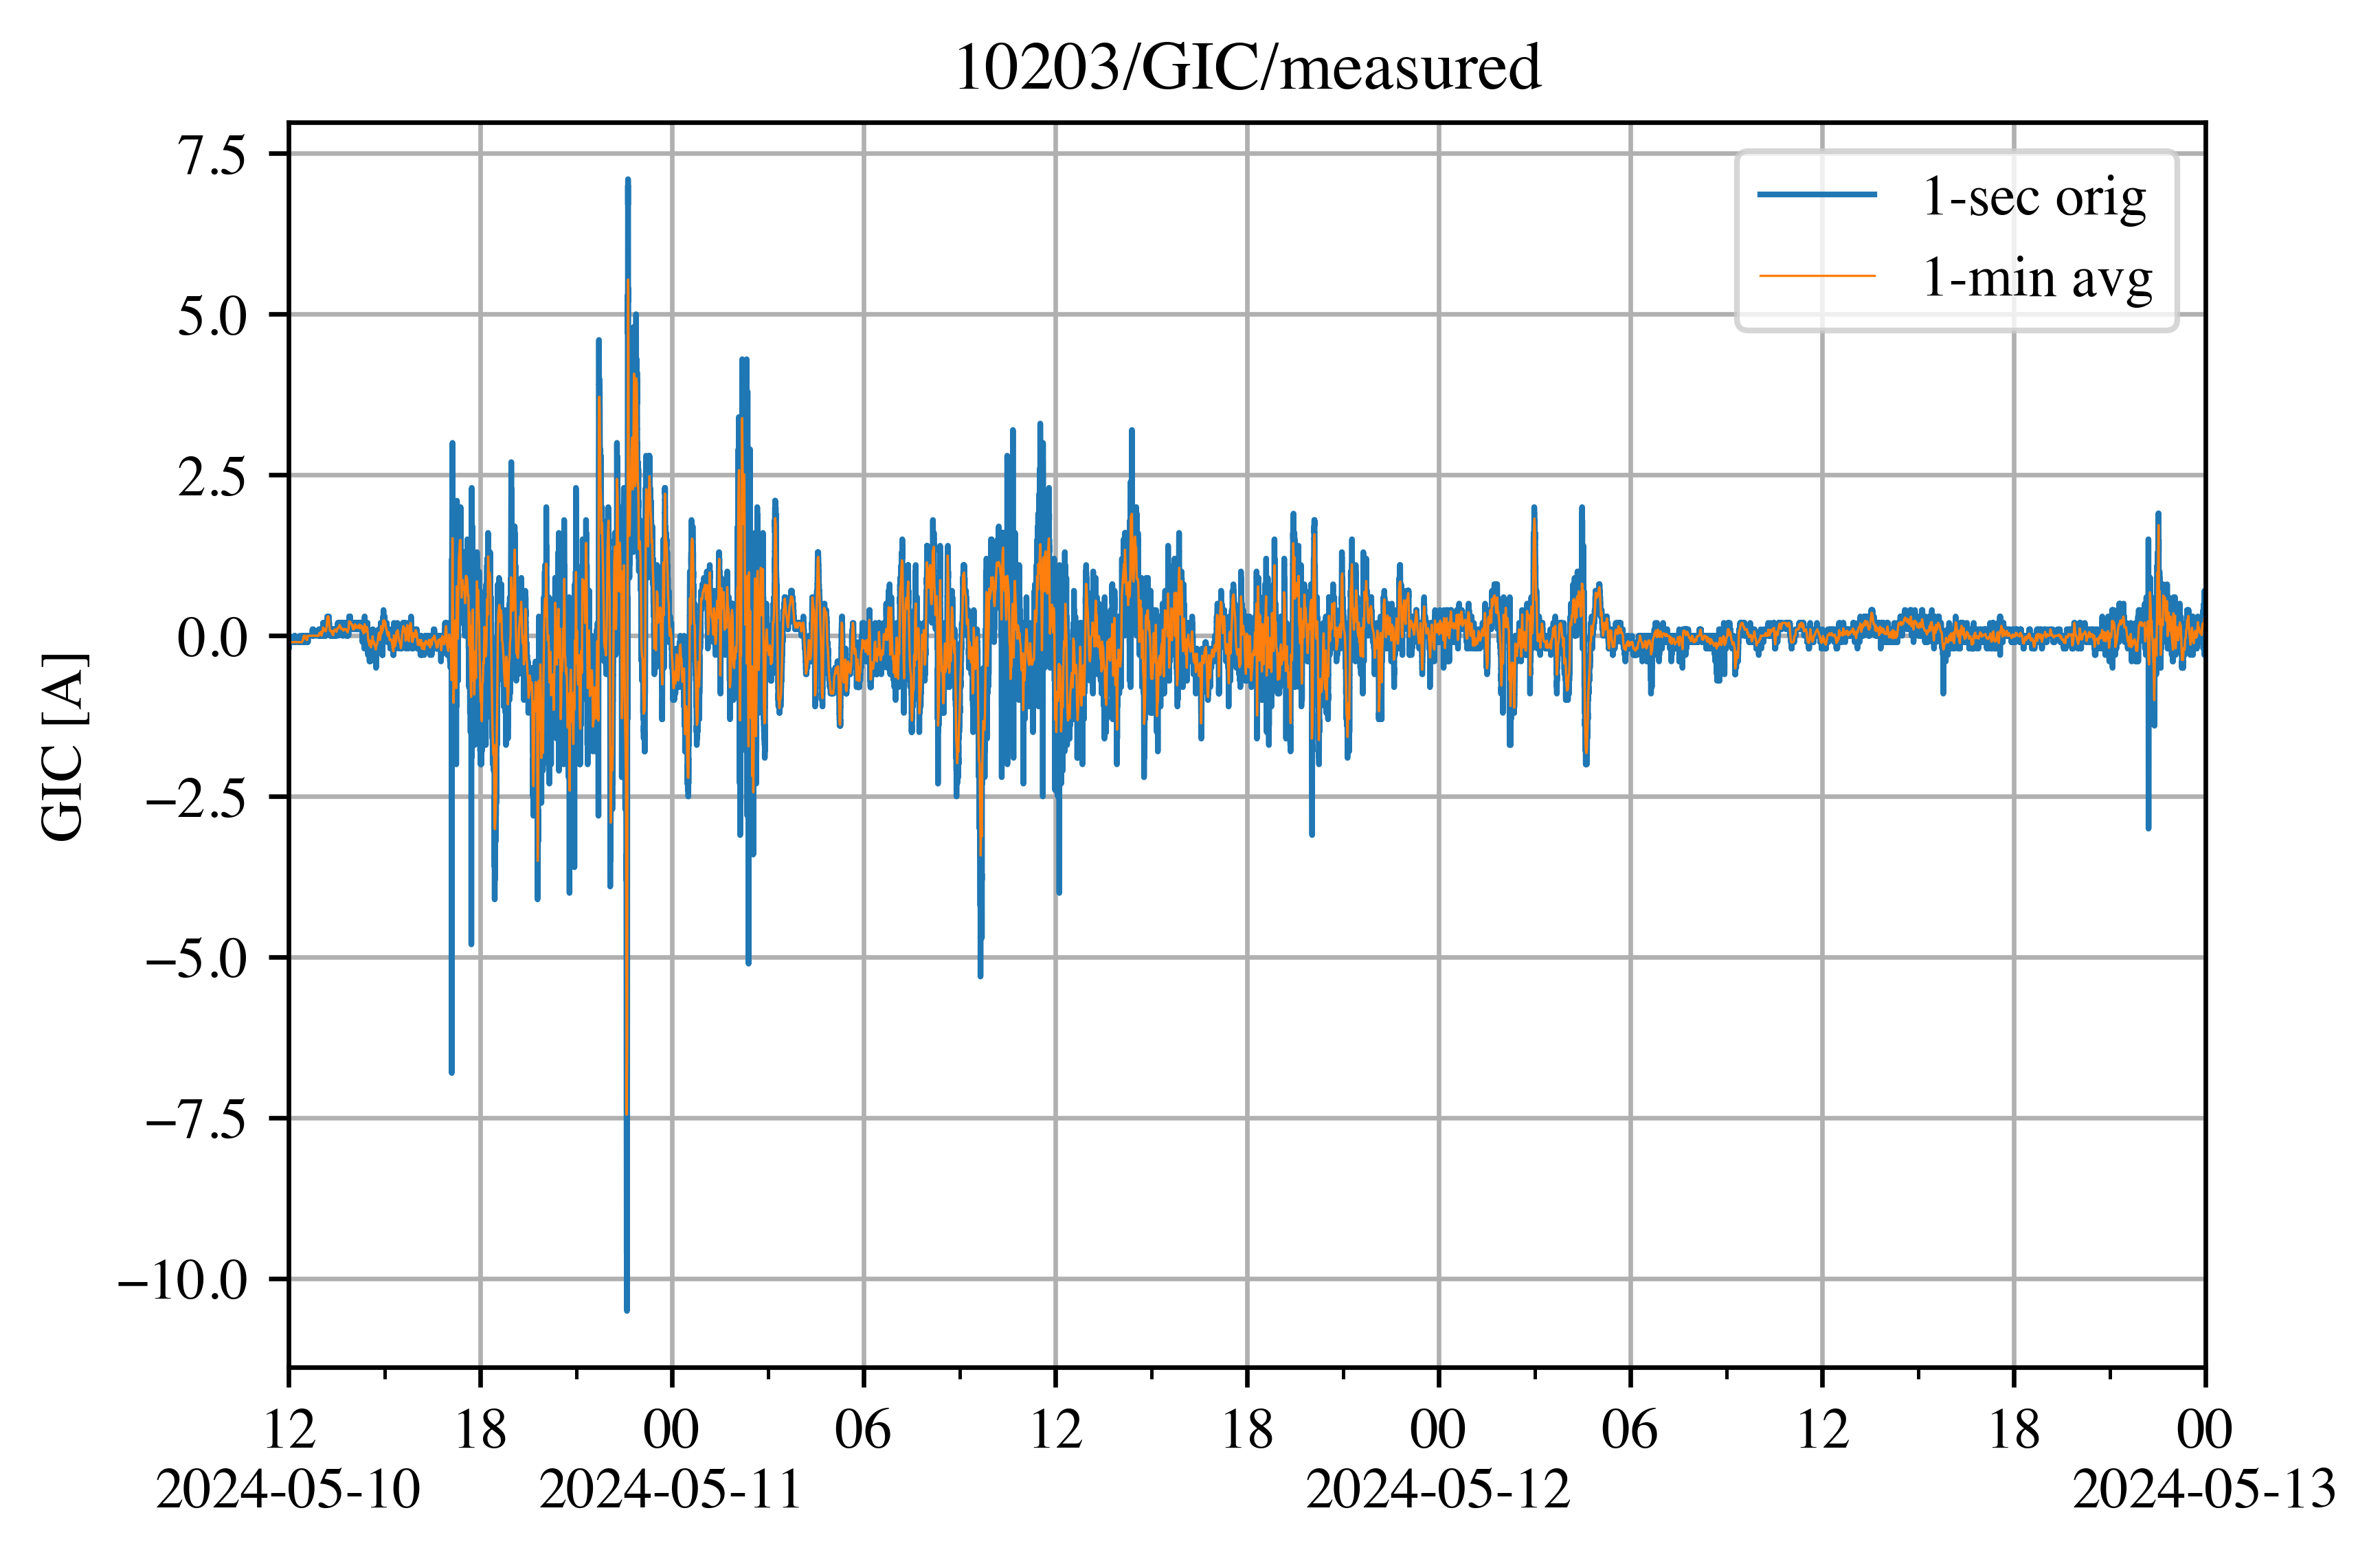 10203/GIC/measured
7.5
5.0
2.5
0.0
−2.5
−5.0
−7.5
−10.0
GIC [A]
1-sec orig
1-min avg
12 18 00 06 12 18 00 06 12 18 00
2024-05-10 2024-05-11 2024-05-12 2024-05-13